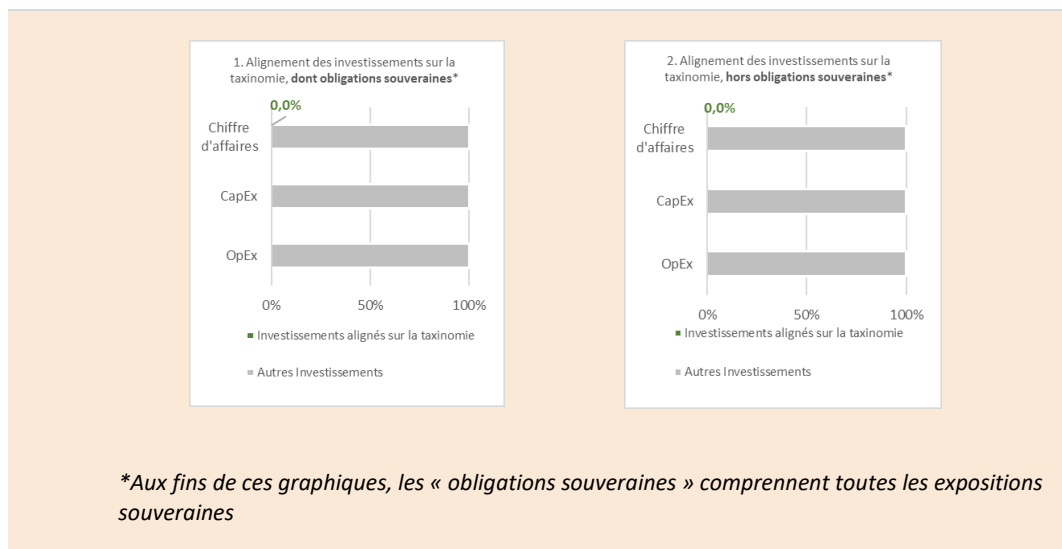 1. Alignement des investissements sur la
taxinomie, dont obligations souveraines*
0,0%
Chiffre
d'affaires
CapEx
OpEx
0%
50%
100%
Investissements alignés sur la taxinomie
Autres Investissements
2. Alignement des investissements sur la
taxinomie, hors obligations souveraines*
0,0%
Chiffre
d'affaires
CapEx
OpEx
0%
50%
100%
Investissements alignés sur la taxinomie
Autres Investissements
*Aux fins de ces graphiques, les « obligations souveraines » comprennent toutes les expositions
souveraines